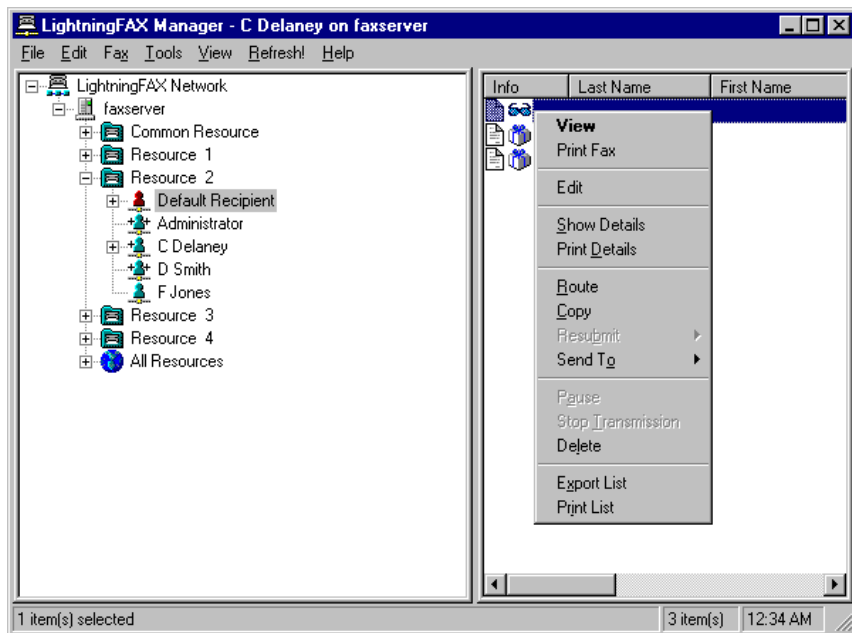 LightningFAX Manager - C Delaney on faxserver
File Edit Fax Tools View Refresh! Help
LightningFAX Network
faxserver
Common Resource
Resource 1
Resource 2
Default Recipient
Administrator
C Delaney
D Smith
F Jones
Resource 3
Resource 4
All Resources
Info Last Name First Name
View
Print Fax
Edit
Show Details
Print Details
Route
Copy
Resubmit
Send To
Pause
Stop Transmission
Delete
Export List
Print List
1 item(s) selected 3 item(s) 12:34 AM